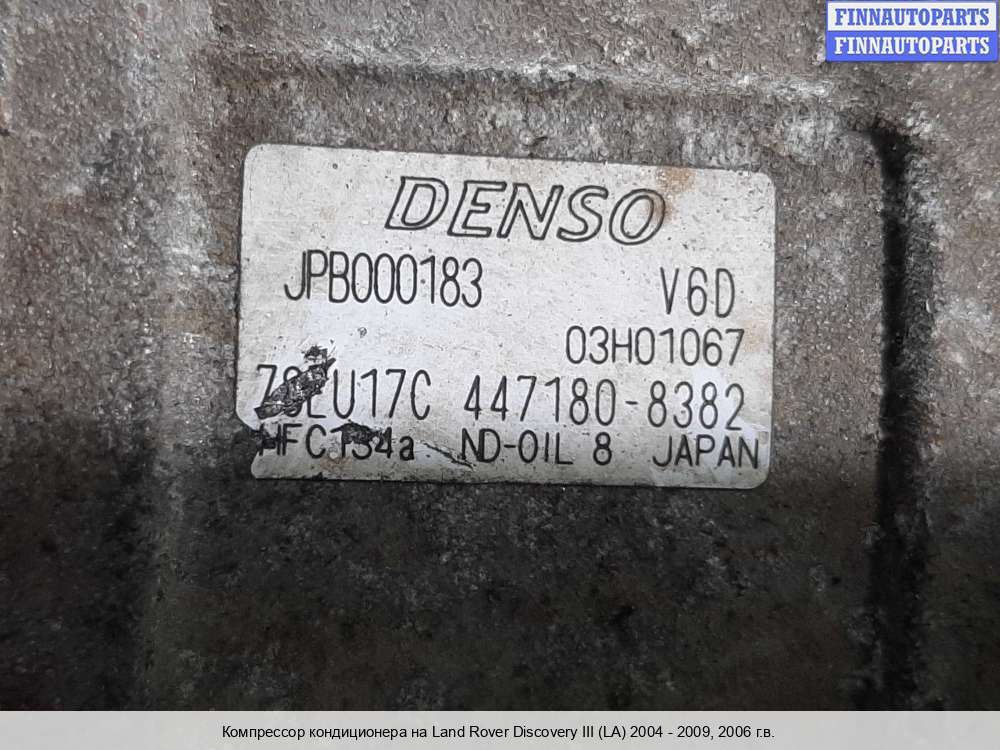 FINNAUTOPARTS
FINNAUTOPARTS
DENSO
JPB000183 V6D
03H01067
447180-8382
HFC134a ND-OIL 8 JAPAN
Компрессор кондиционера на Land Rover Discovery III (LA) 2004 - 2009, 2006 г.в.